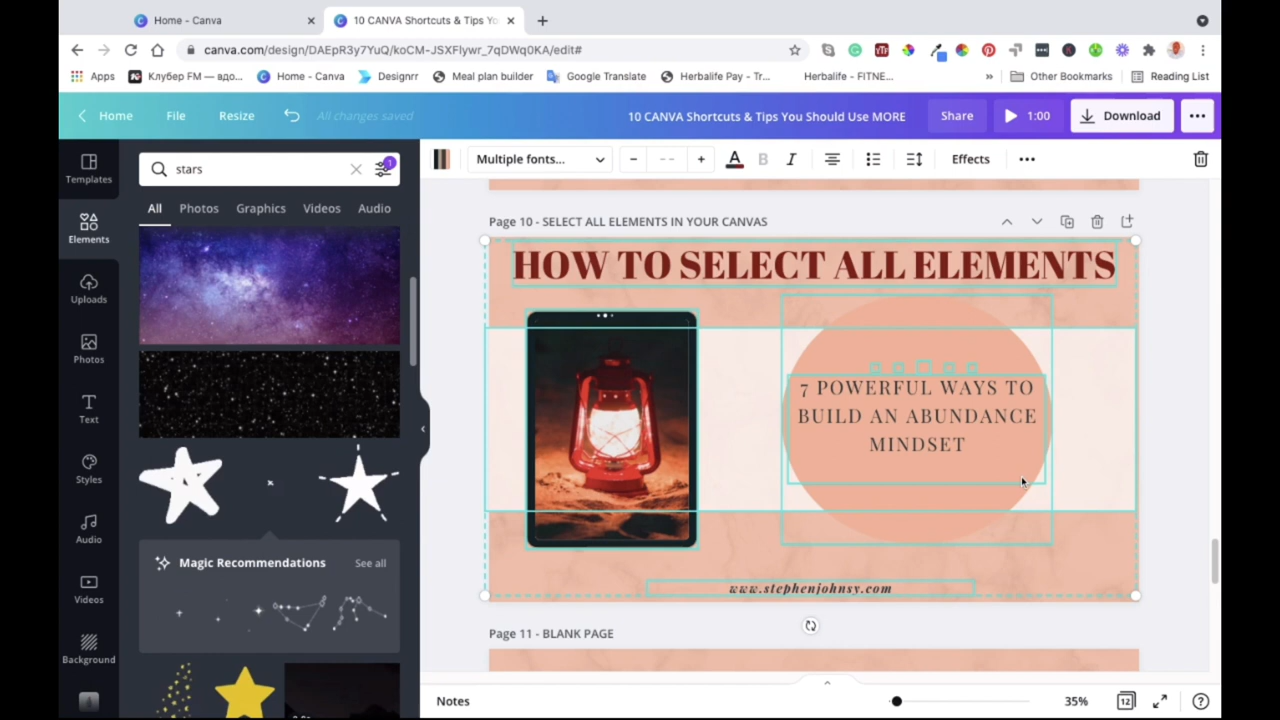 Home - Canva
10 CANVA Shortcuts & Tips Yo
canva.com/design/DAEpR3y7YuQ/koCM-JSXFlywr_7qDWq0KA/edit#
Apps
Клубер FM — вдо...
Home - Canva
Designrr
Meal plan builder
Google Translate
Herbalife Pay - Tr...
Herbalife - FITNE...
»
Other Bookmarks
Reading List
Home
File
Resize
All changes saved
10 CANVA Shortcuts & Tips You Should Use MORE
Share
1:00
Download
Templates
Elements
Uploads
Photos
Text
Styles
Audio
Videos
Background
stars
1
All
Photos
Graphics
Videos
Audio
Magic Recommendations
See all
Multiple fonts...
– -- +
A
B
I
Effects
Page 10 - SELECT ALL ELEMENTS IN YOUR CANVAS
HOW TO SELECT ALL ELEMENTS
7 POWERFUL WAYS TO
BUILD AN ABUNDANCE
MINDSET
www.stephenjohnsy.com
Page 11 - BLANK PAGE
Notes
35%
12
?